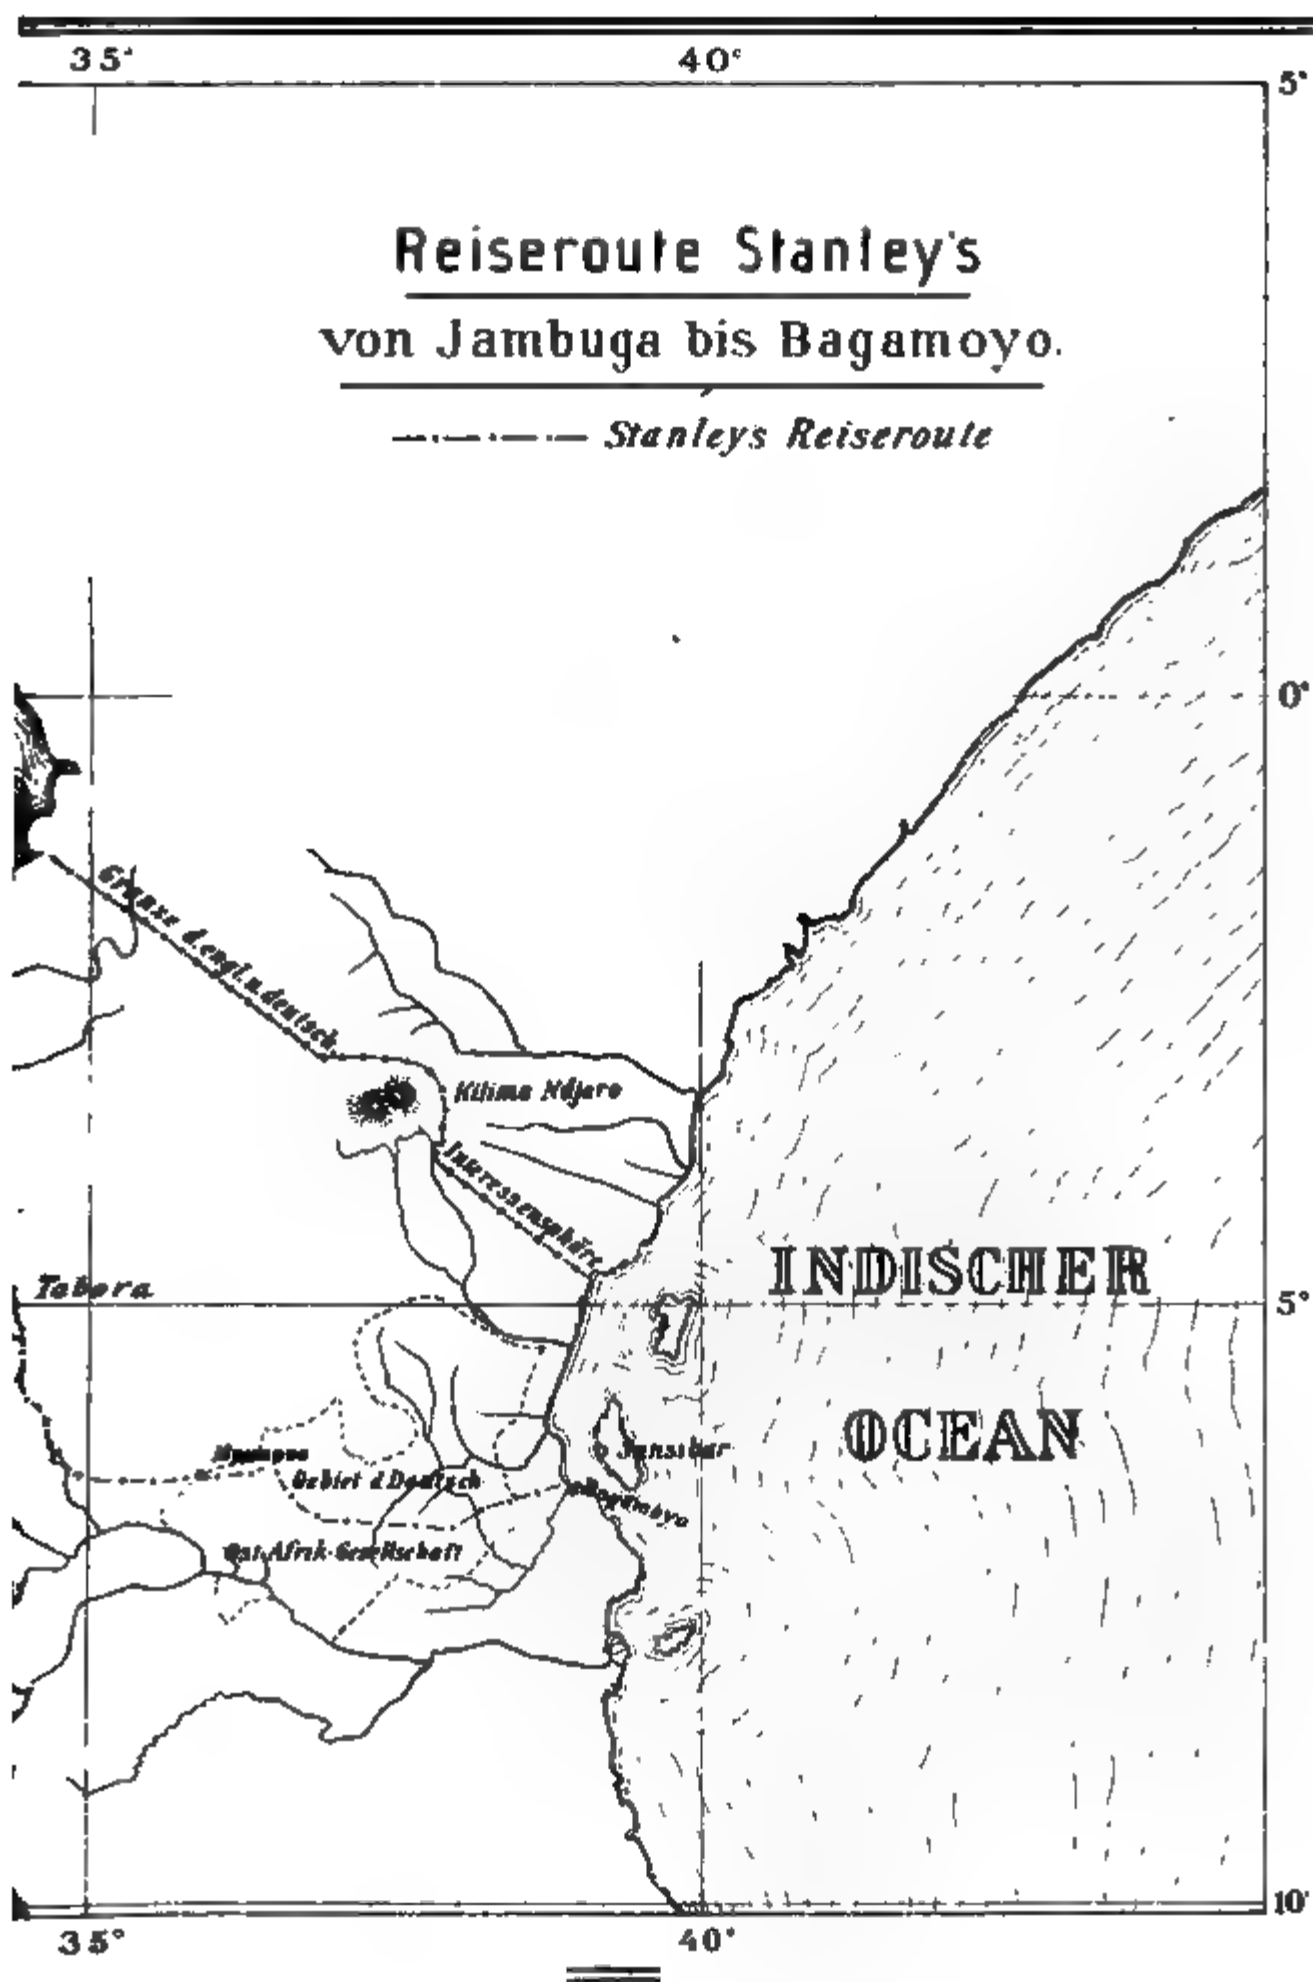 35° 40°
5°
Reiseroute Stanley's
von Jambuga bis Bagamoyo.
Stanleys Reiseroute
0°
Gränze d. engl. u. deutsch.
Kilima Ndjaro
Interessensphäre
Tabora
INDISCHER
5°
OCEAN
Sansibar
Gebiet d. Deutsch
Bagamoyo
Ost-Afrik-Gesellschaft
10°
35° 40°